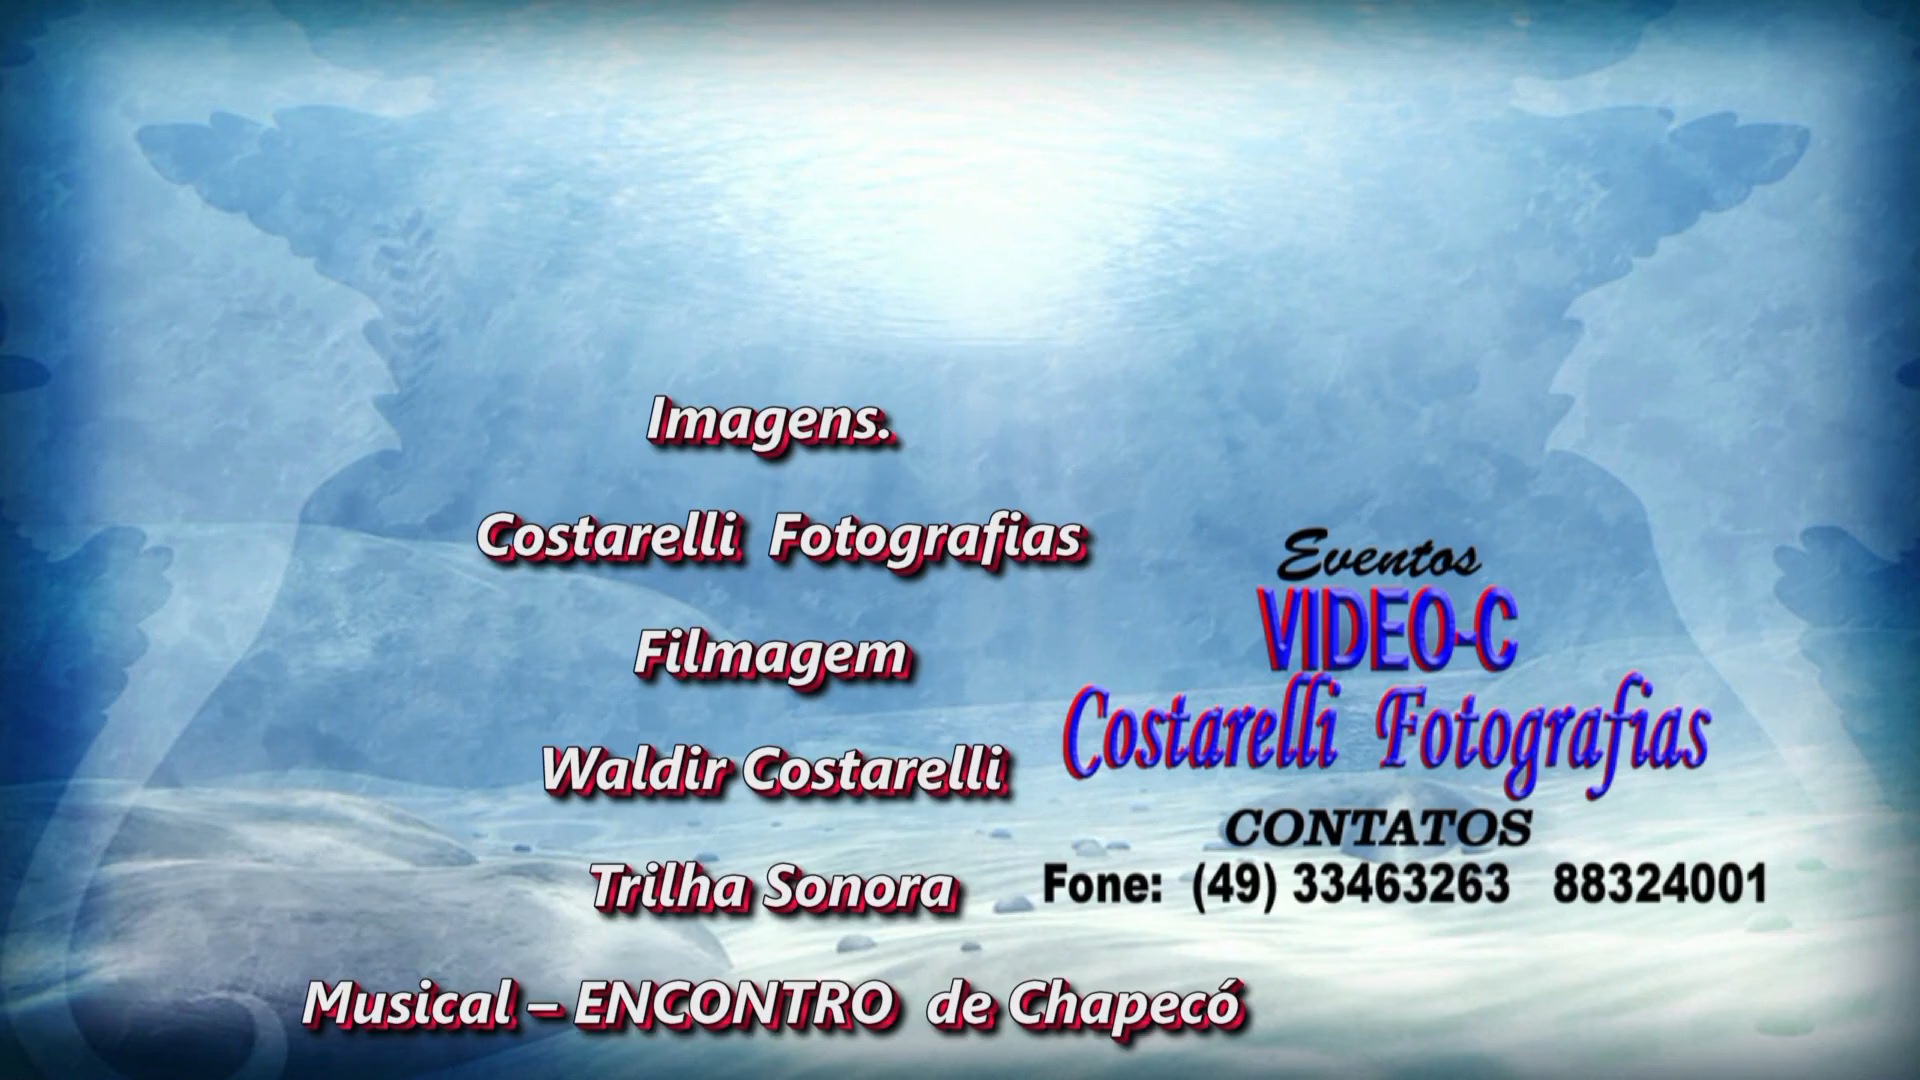 Imagens.
Costarelli Fotografias
Filmagem
Waldir Costarelli
Trilha Sonora
Musical – ENCONTRO de Chapecó
Eventos
VIDEO-C
Costarelli Fotografias
CONTATOS
Fone: (49) 33463263 88324001